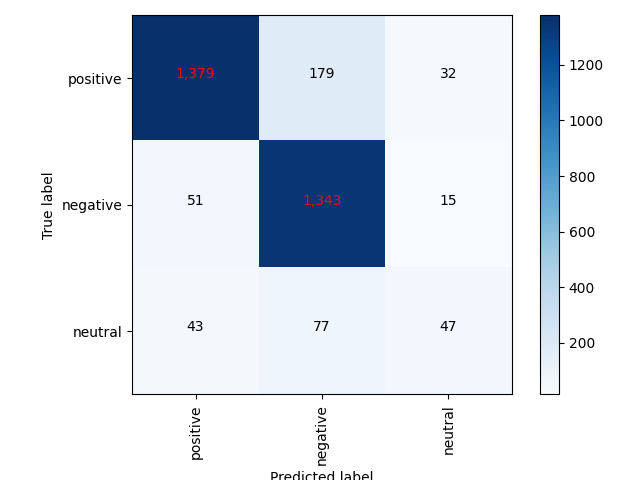 positive 1,379 179 32
negative 51 1,343 15
neutral 43 77 47
positive negative neutral
Predicted label
True label
1200
1000
800
600
400
200